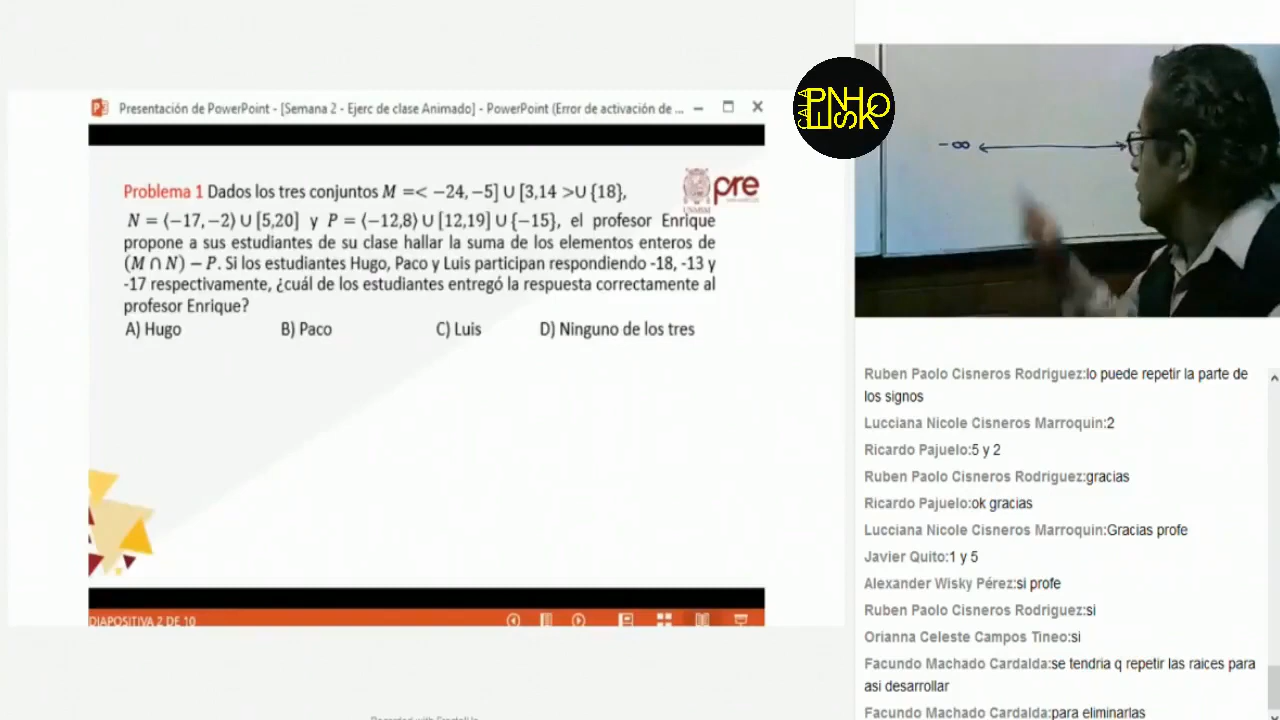 Presentación de PowerPoint - [Semana 2 - Ejerc de clase Animado] - PowerPoint (Error de activación de ...
CALA
PNHO
ESK
pre
UNMSM
Problema 1 Dados los tres conjuntos M =< −24, −5] ∪ [3,14 >∪ {18},
N = ⟨−17, −2⟩ ∪ [5,20] y P = ⟨−12,8⟩ ∪ [12,19] ∪ {−15}, el profesor Enrique
propone a sus estudiantes de su clase hallar la suma de los elementos enteros de
(M ∩ N) − P. Si los estudiantes Hugo, Paco y Luis participan respondiendo -18, -13 y
-17 respectivamente, ¿cuál de los estudiantes entregó la respuesta correctamente al
profesor Enrique?
A) Hugo B) Paco C) Luis D) Ninguno de los tres
DIAPOSITIVA 2 DE 10
- ∞
Ruben Paolo Cisneros Rodriguez:lo puede repetir la parte de
los signos
Lucciana Nicole Cisneros Marroquin:2
Ricardo Pajuelo:5 y 2
Ruben Paolo Cisneros Rodriguez:gracias
Ricardo Pajuelo:ok gracias
Lucciana Nicole Cisneros Marroquin:Gracias profe
Javier Quito:1 y 5
Alexander Wisky Pérez:si profe
Ruben Paolo Cisneros Rodriguez:si
Orianna Celeste Campos Tineo:si
Facundo Machado Cardalda:se tendria q repetir las raices para
asi desarrollar
Facundo Machado Cardalda:para eliminarlas